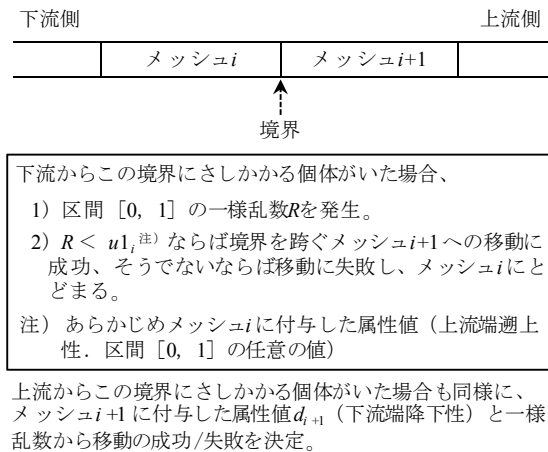 下流側 上流側
メッシュi メッシュi+1
境界
下流からこの境界にさしかかる個体がいた場合、
1）区間［0，1］の一様乱数Rを発生。
2）R＜ u1i 注）ならば境界を跨ぐメッシュi+1への移動に
成功、そうでないならば移動に失敗し、メッシュiにと
どまる。
注）あらかじめメッシュiに付与した属性値（上流端遡上
性．区間［0，1］の任意の値）
上流からこの境界にさしかかる個体がいた場合も同様に、
メッシュi+1に付与した属性値di+1（下流端降下性）と一様
乱数から移動の成功/失敗を決定。